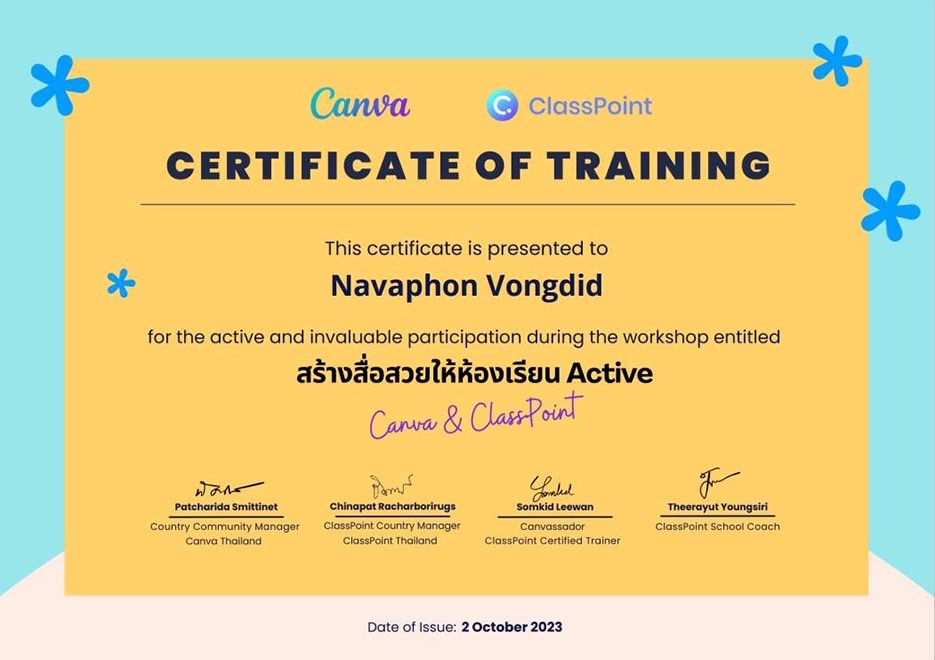 Canva ClassPoint
CERTIFICATE OF TRAINING
This certificate is presented to
Navaphon Vongdid
for the active and invaluable participation during the workshop entitled
สร้างสื่อสวยให้ห้องเรียน Active
Canva & ClassPoint
Patcharida Smittinet
Country Community Manager
Canva Thailand
Chinapat Racharborirugs
ClassPoint Country Manager
ClassPoint Thailand
Somkid
Somkid Leewan
Canvassador
ClassPoint Certified Trainer
Theerayut Youngsiri
ClassPoint School Coach
Date of Issue: 2 October 2023